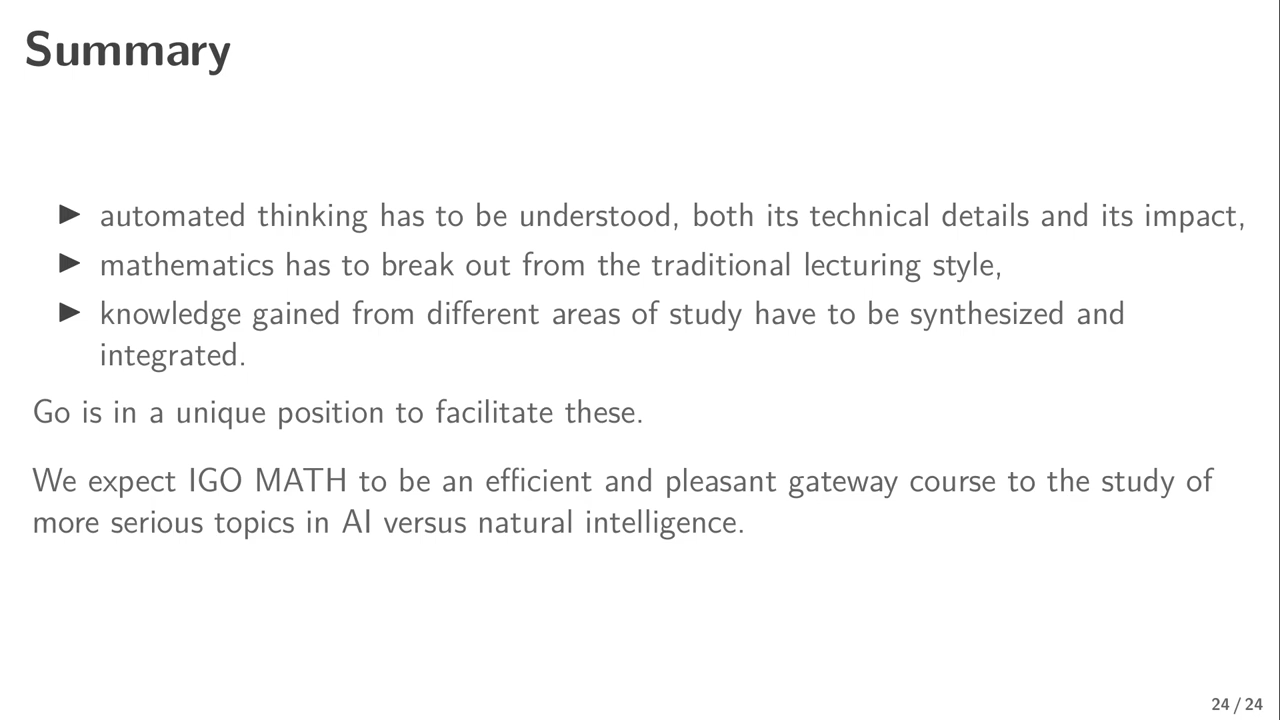 Summary
▶ automated thinking has to be understood, both its technical details and its impact,
▶ mathematics has to break out from the traditional lecturing style,
▶ knowledge gained from different areas of study have to be synthesized and
integrated.
Go is in a unique position to facilitate these.
We expect IGO MATH to be an efficient and pleasant gateway course to the study of
more serious topics in AI versus natural intelligence.
24 / 24